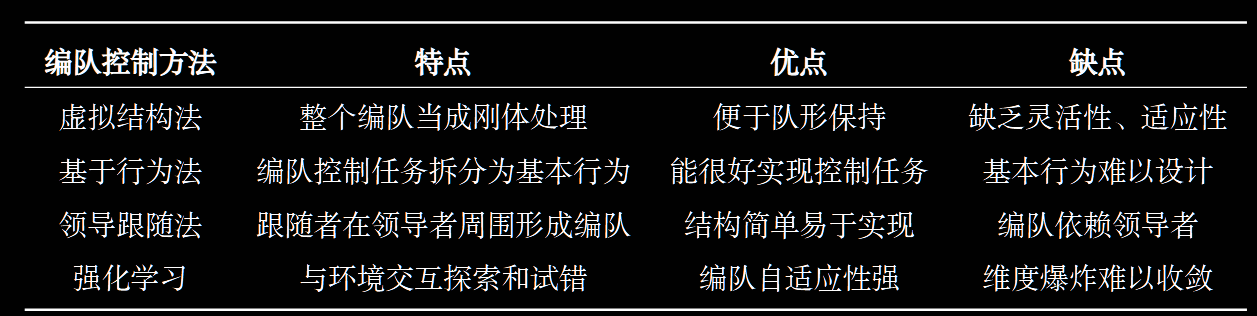 编队控制方法 特点 优点 缺点
虚拟结构法 整个编队当成刚体处理 便于队形保持 缺乏灵活性、适应性
基于行为法 编队控制任务拆分为基本行为 能很好实现控制任务 基本行为难以设计
领导跟随法 跟随者在领导者周围形成编队 结构简单易于实现 编队依赖领导者
强化学习 与环境交互探索和试错 编队自适应性强 维度爆炸难以收敛